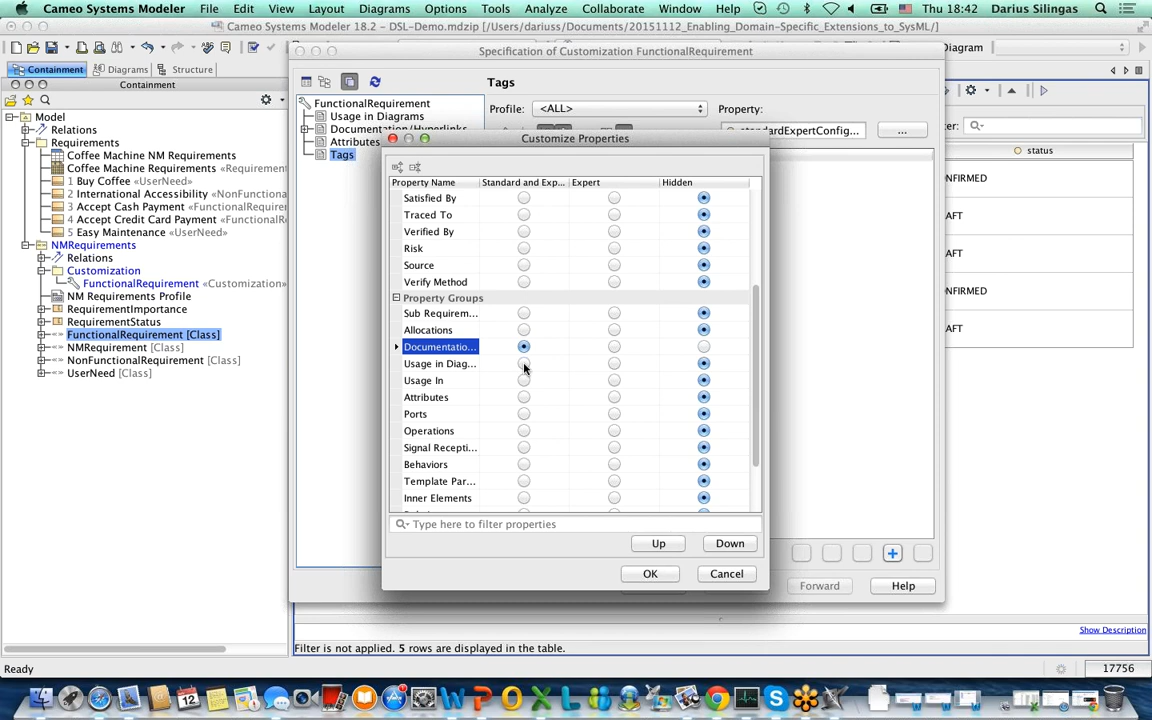 Cameo Systems Modeler File Edit View Layout Diagrams Options Tools Analyze Collaborate Window Help Thu 18:42 Darius Silingas
Cameo Systems Modeler 18.2 - DSL-Demo.mdzip [/Users/dariuss/Documents/20151112_Enabling_Domain-Specific_Extensions_to_SysML/]
Containment Diagrams Structure
Containment
Model
Relations
Requirements
Coffee Machine NM Requirements
Coffee Machine Requirements «Requirement
1 Buy Coffee «UserNeed»
2 International Accessibility «NonFunctiona
3 Accept Cash Payment «FunctionalRequire
4 Accept Credit Card Payment «FunctionalR
5 Easy Maintenance «UserNeed»
NMRequirements
Relations
Customization
FunctionalRequirement «Customization»
NM Requirements Profile
RequirementImportance
RequirementStatus
FunctionalRequirement [Class]
NMRequirement [Class]
NonFunctionalRequirement [Class]
UserNeed [Class]
Specification of Customization FunctionalRequirement
Tags
FunctionalRequirement
Usage in Diagrams
Documentation/Hyperlinks
Attributes
Tags
Profile: <ALL> Property:
standardExpertConfig... ...
Customize Properties
Property Name Standard and Exp... Expert Hidden
Satisfied By
Traced To
Verified By
Risk
Source
Verify Method
Property Groups
Sub Requirem...
Allocations
Documentatio...
Usage in Diag...
Usage In
Attributes
Ports
Operations
Signal Recepti...
Behaviors
Template Par...
Inner Elements
Type here to filter properties
Up Down
OK Cancel
Forward Help
Diagram
er:
status
NFIRMED
AFT
AFT
NFIRMED
AFT
Show Description
Filter is not applied. 5 rows are displayed in the table.
Ready
17756